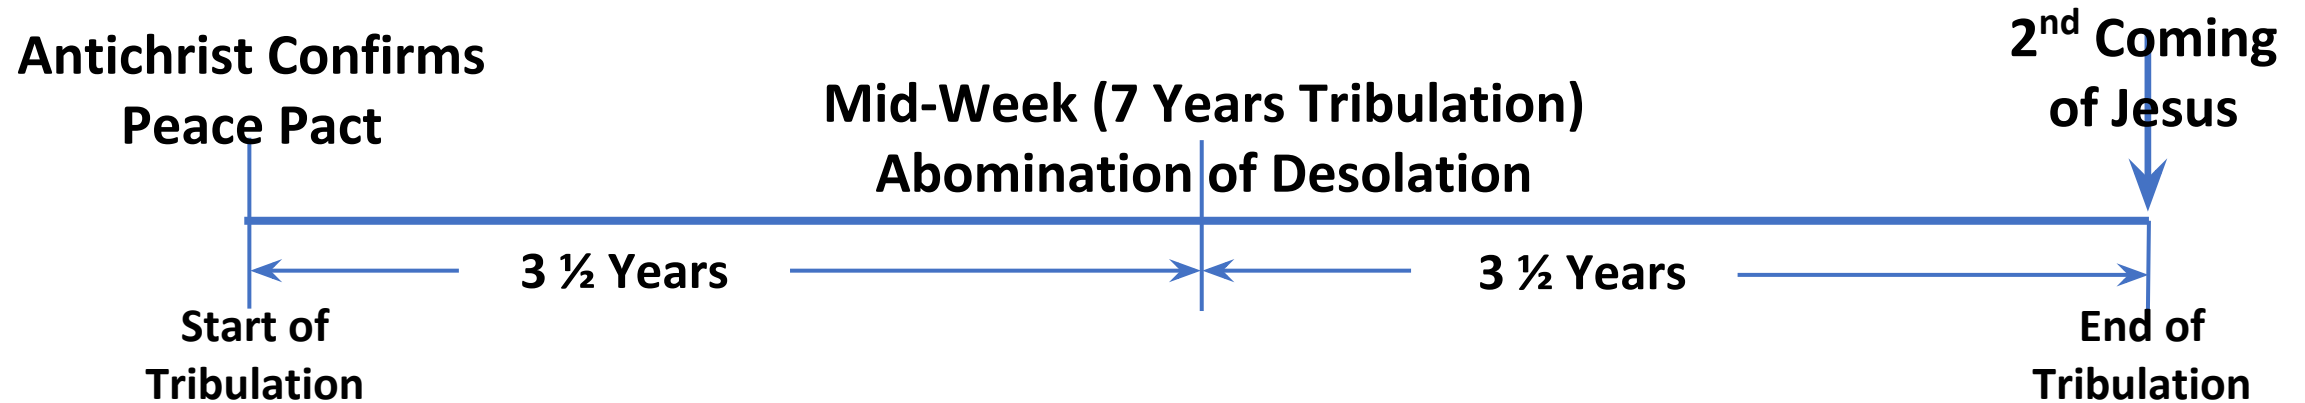 Antichrist Confirms
Peace Pact
Mid-Week (7 Years Tribulation)
Abomination of Desolation
2nd Coming
of Jesus
3 ½ Years
3 ½ Years
Start of
Tribulation
End of
Tribulation